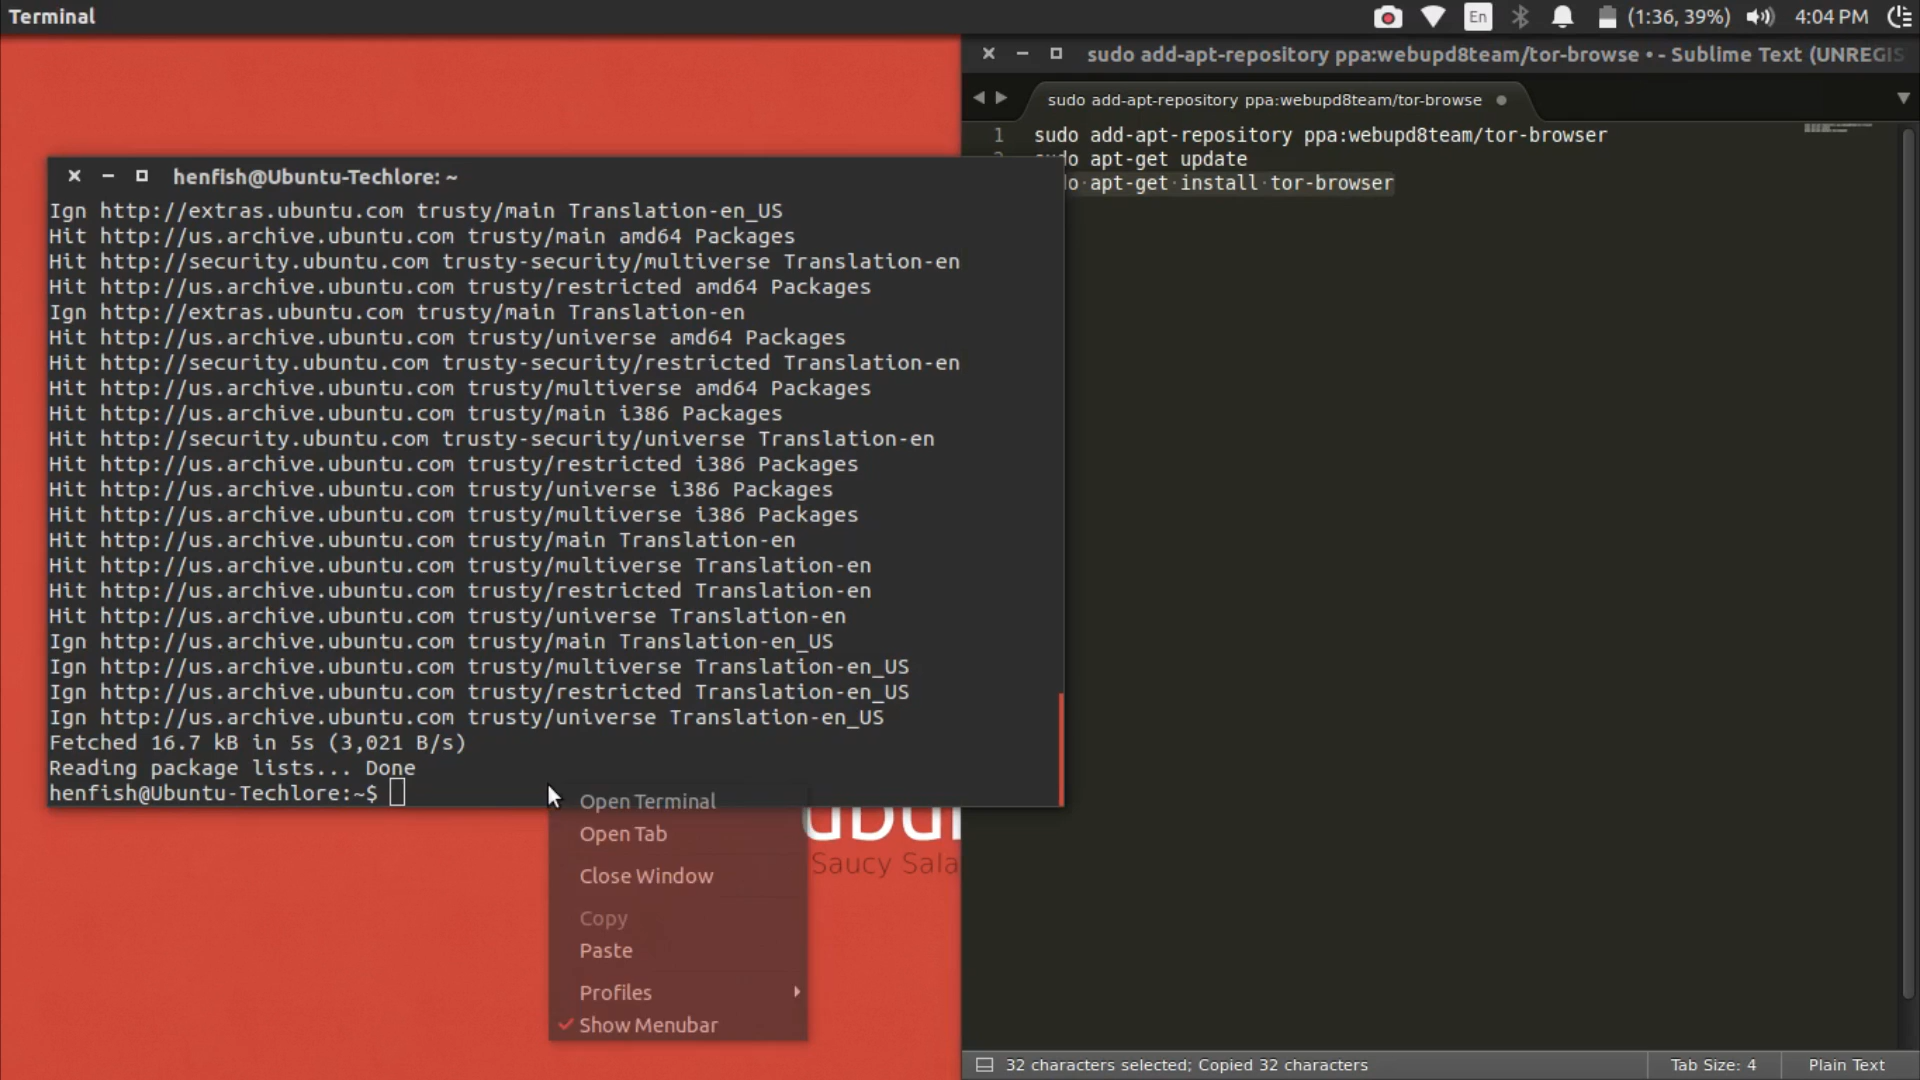 Terminal
En
(1:36, 39%)
4:04 PM
sudo add-apt-repository ppa:webupd8team/tor-browse • - Sublime Text (UNREGIS
sudo add-apt-repository ppa:webupd8team/tor-browse
1 sudo add-apt-repository ppa:webupd8team/tor-browser
do apt-get update
do apt-get install tor-browser
henfish@Ubuntu-Techlore: ~
Ign http://extras.ubuntu.com trusty/main Translation-en_US
Hit http://us.archive.ubuntu.com trusty/main amd64 Packages
Hit http://security.ubuntu.com trusty-security/multiverse Translation-en
Hit http://us.archive.ubuntu.com trusty/restricted amd64 Packages
Ign http://extras.ubuntu.com trusty/main Translation-en
Hit http://us.archive.ubuntu.com trusty/universe amd64 Packages
Hit http://security.ubuntu.com trusty-security/restricted Translation-en
Hit http://us.archive.ubuntu.com trusty/multiverse amd64 Packages
Hit http://us.archive.ubuntu.com trusty/main i386 Packages
Hit http://security.ubuntu.com trusty-security/universe Translation-en
Hit http://us.archive.ubuntu.com trusty/restricted i386 Packages
Hit http://us.archive.ubuntu.com trusty/universe i386 Packages
Hit http://us.archive.ubuntu.com trusty/multiverse i386 Packages
Hit http://us.archive.ubuntu.com trusty/main Translation-en
Hit http://us.archive.ubuntu.com trusty/multiverse Translation-en
Hit http://us.archive.ubuntu.com trusty/restricted Translation-en
Hit http://us.archive.ubuntu.com trusty/universe Translation-en
Ign http://us.archive.ubuntu.com trusty/main Translation-en_US
Ign http://us.archive.ubuntu.com trusty/multiverse Translation-en_US
Ign http://us.archive.ubuntu.com trusty/restricted Translation-en_US
Ign http://us.archive.ubuntu.com trusty/universe Translation-en_US
Fetched 16.7 kB in 5s (3,021 B/s)
Reading package lists... Done
henfish@Ubuntu-Techlore:~$
Open Terminal
Open Tab
Close Window
Copy
Paste
Profiles
Show Menubar
Saucy Sala
32 characters selected; Copied 32 characters
Tab Size: 4
Plain Text